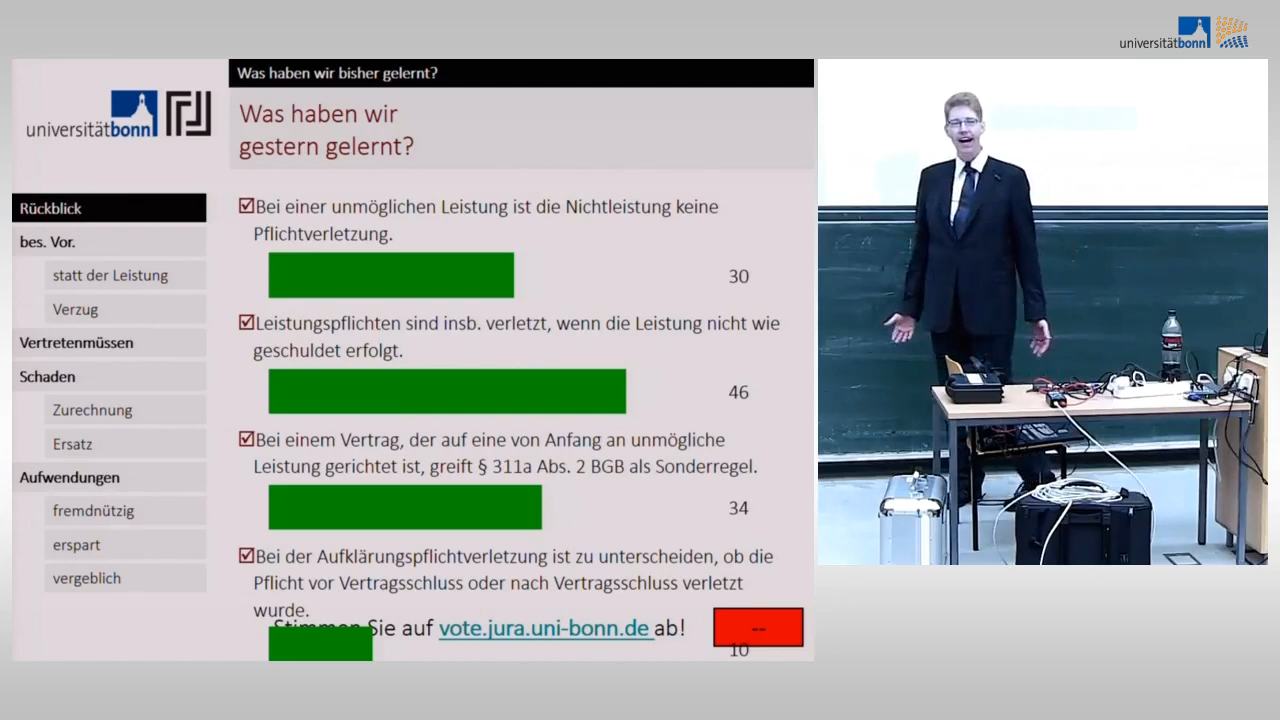 universitätbonn
Was haben wir bisher gelernt?
universitätbonn
Was haben wir
gestern gelernt?
Rückblick
bes. Vor.
statt der Leistung
Verzug
Vertretenmüssen
Schaden
Zurechnung
Ersatz
Aufwendungen
fremdnützig
erspart
vergeblich
Bei einer unmöglichen Leistung ist die Nichtleistung keine
Pflichtverletzung.
30
Leistungspflichten sind insb. verletzt, wenn die Leistung nicht wie
geschuldet erfolgt.
46
Bei einem Vertrag, der auf eine von Anfang an unmögliche
Leistung gerichtet ist, greift § 311a Abs. 2 BGB als Sonderregel.
34
Bei der Aufklärungspflichtverletzung ist zu unterscheiden, ob die
Pflicht vor Vertragsschluss oder nach Vertragsschluss verletzt
wurde.
Stimmen Sie auf vote.jura.uni-bonn.de ab!
--
10